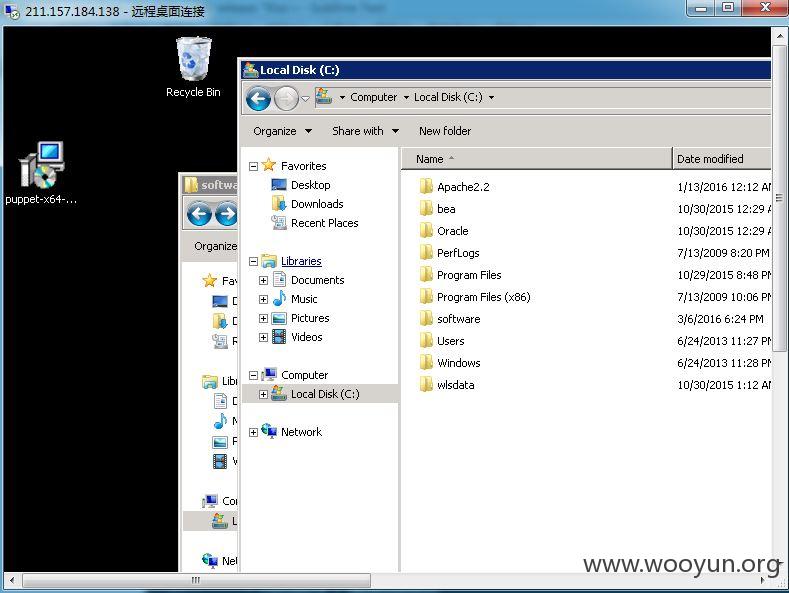 211.157.184.138 - 远程桌面连接
Recycle Bin
puppet-x64-...
Local Disk (C:)
Computer
Local Disk (C:)
Organize
Share with
New folder
Name
Date modified
Favorites
Desktop
Downloads
Recent Places
Libraries
Documents
Music
Pictures
Videos
Computer
Local Disk (C:)
Network
Apache2.2 1/13/2016 12:12 A
bea 10/30/2015 12:29
Oracle 10/30/2015 12:29
PerfLogs 7/13/2009 8:20 PM
Program Files 10/29/2015 8:48 P
Program Files (x86) 7/13/2009 10:06 P
software 3/6/2016 6:24 PM
Users 6/24/2013 11:27 P
Windows 6/24/2013 11:28 P
wlsdata 10/30/2015 1:12 A
softwa
Organize
Fav
Lib
Co
Net
www.wooyun.org